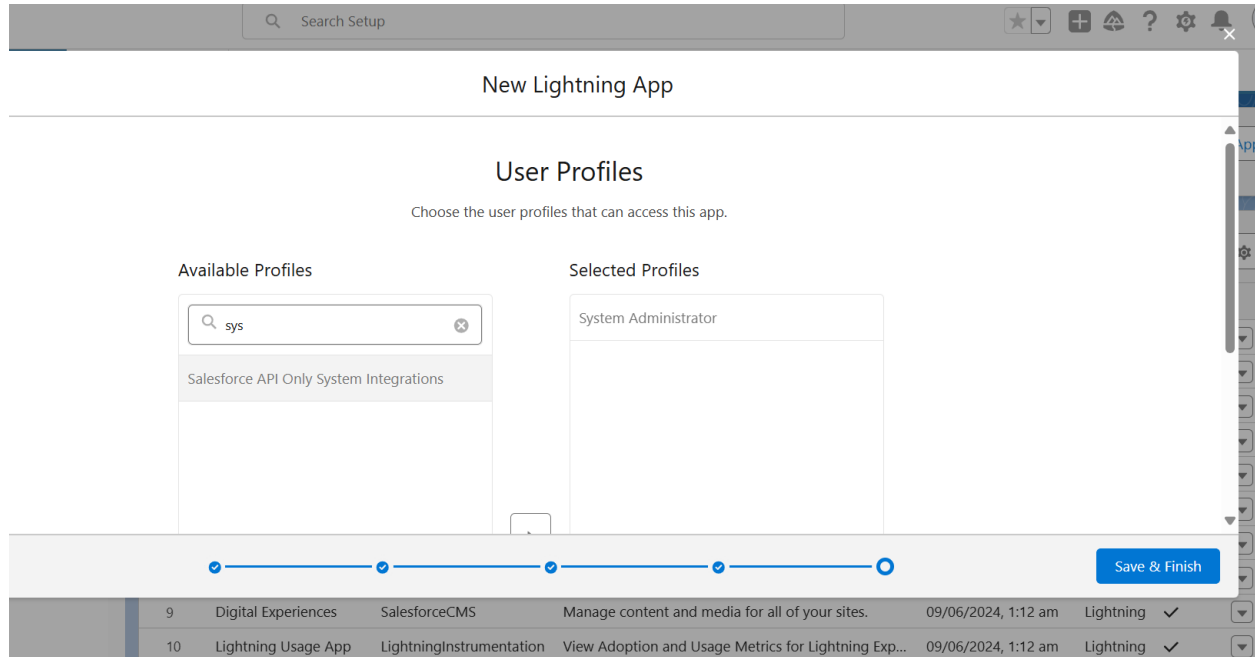 Search Setup
New Lightning App
App
User Profiles
Choose the user profiles that can access this app.
Available Profiles
Selected Profiles
sys
System Administrator
Salesforce API Only System Integrations
Save & Finish
9 Digital Experiences SalesforceCMS Manage content and media for all of your sites. 09/06/2024, 1:12 am Lightning
10 Lightning Usage App LightningInstrumentation View Adoption and Usage Metrics for Lightning Exp... 09/06/2024, 1:12 am Lightning